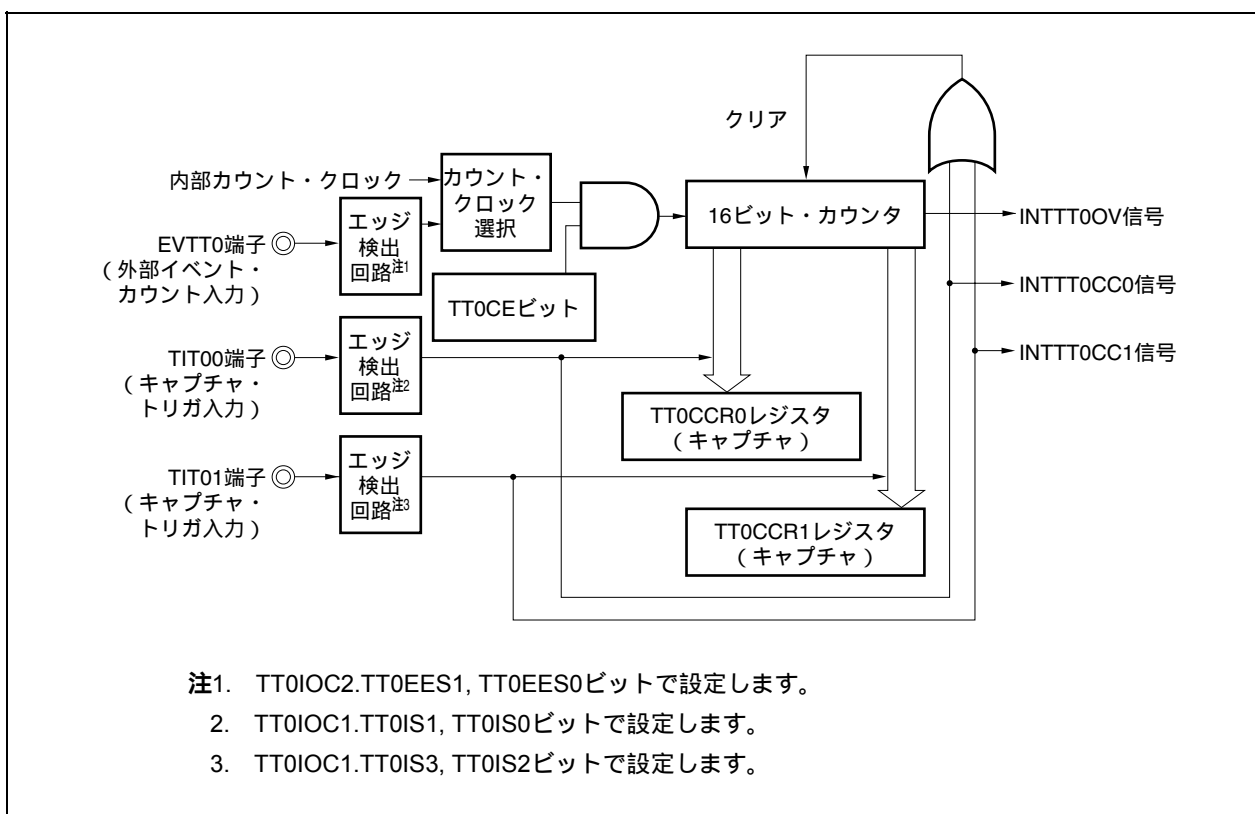 クリア
内部カウント・クロック
カウント・
クロック
選択
16ビット・カウンタ
INTTT0OV信号
EVTT0端子
(外部イベント・
カウント入力)
エッジ
検出
回路注1
TT0CEビット
INTTT0CC0信号
TIT00端子
(キャプチャ・
トリガ入力)
エッジ
検出
回路注2
INTTT0CC1信号
TT0CCR0レジスタ
(キャプチャ)
TIT01端子
(キャプチャ・
トリガ入力)
エッジ
検出
回路注3
TT0CCR1レジスタ
(キャプチャ)
注1. TT0IOC2.TT0EES1, TT0EES0ビットで設定します。
2. TT0IOC1.TT0IS1, TT0IS0ビットで設定します。
3. TT0IOC1.TT0IS3, TT0IS2ビットで設定します。